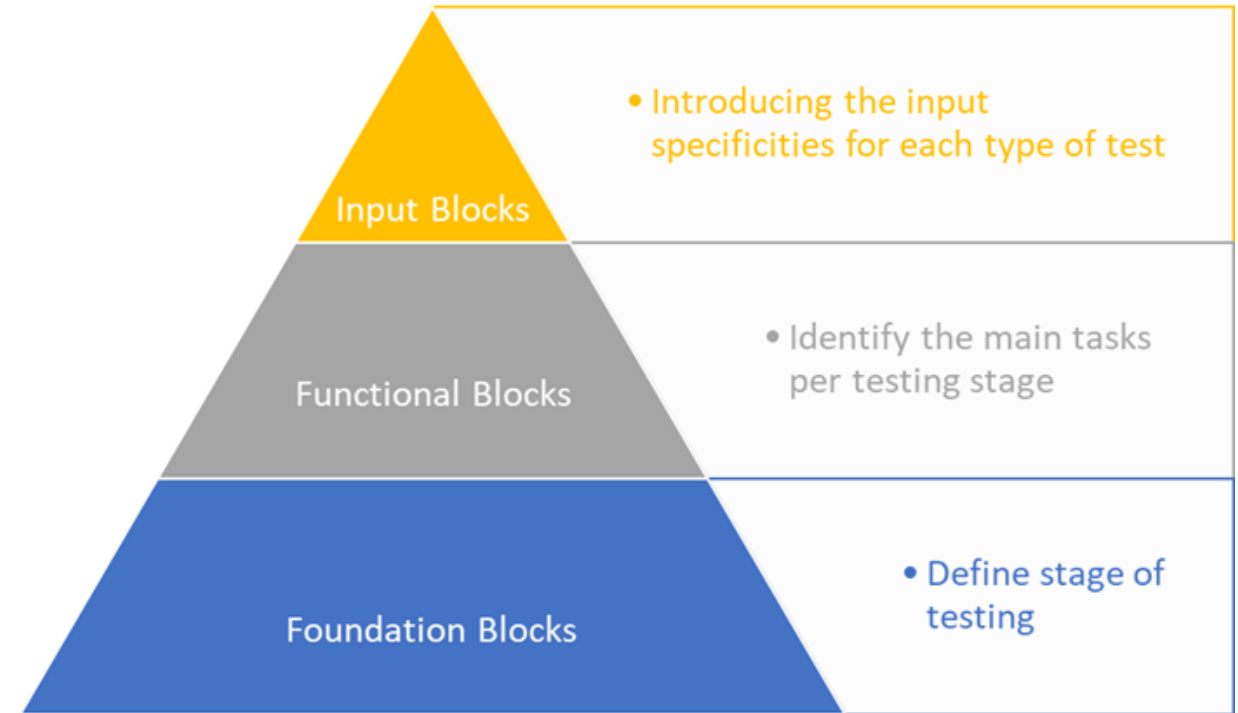 • Introducing the input
specificities for each type of test
Input Blocks
• Identify the main tasks
per testing stage
Functional Blocks
• Define stage of
testing
Foundation Blocks